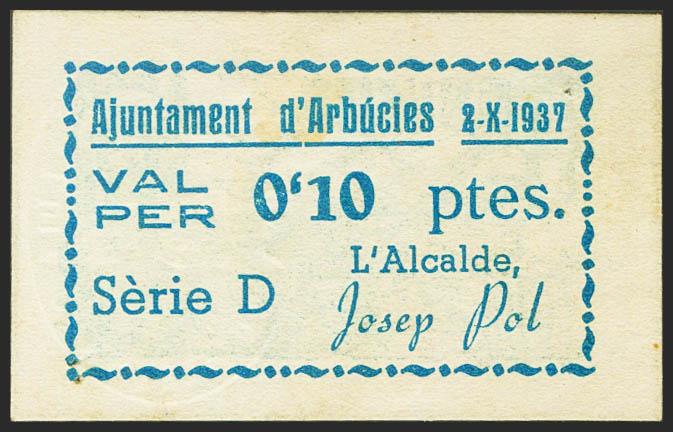 Ajuntament d'Arbúcies 2-X-1937
VAL PER 0'10 ptes.
Sèrie D
L'Alcalde,
Josep Pol